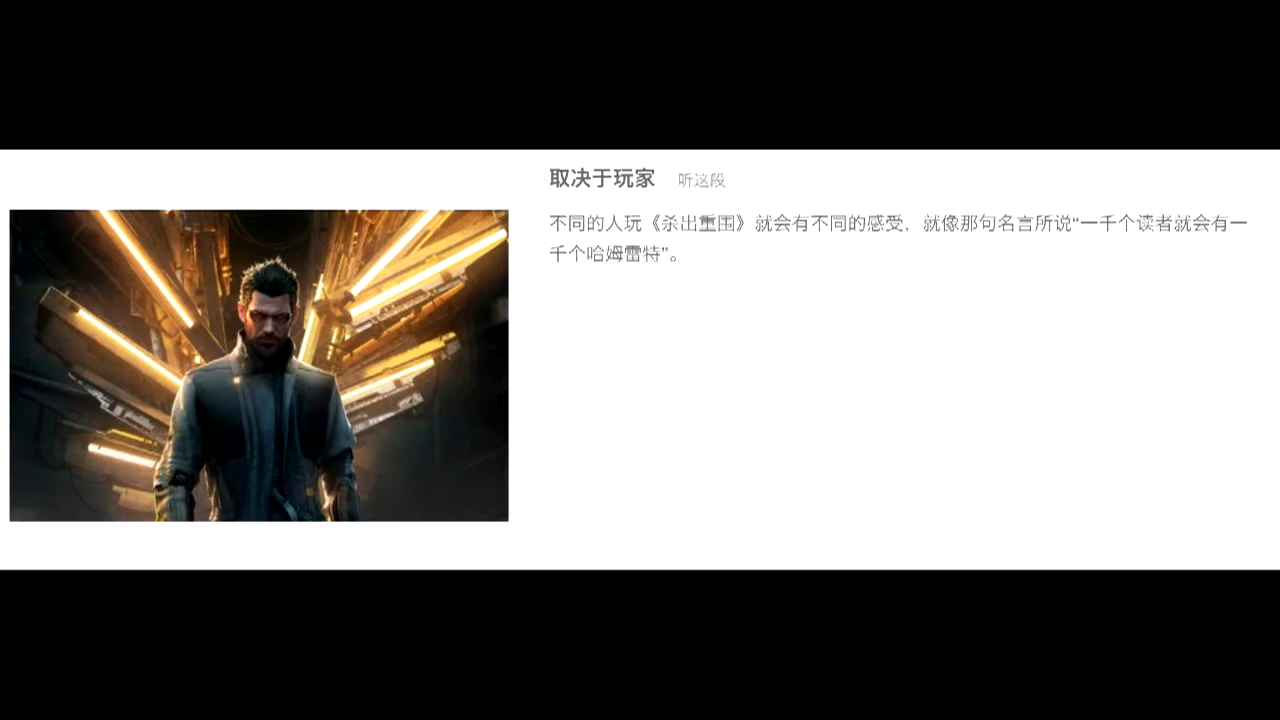 取决于玩家 听这段
不同的人玩《杀出重围》就会有不同的感受，就像那句名言所说“一千个读者就会有一
千个哈姆雷特”。